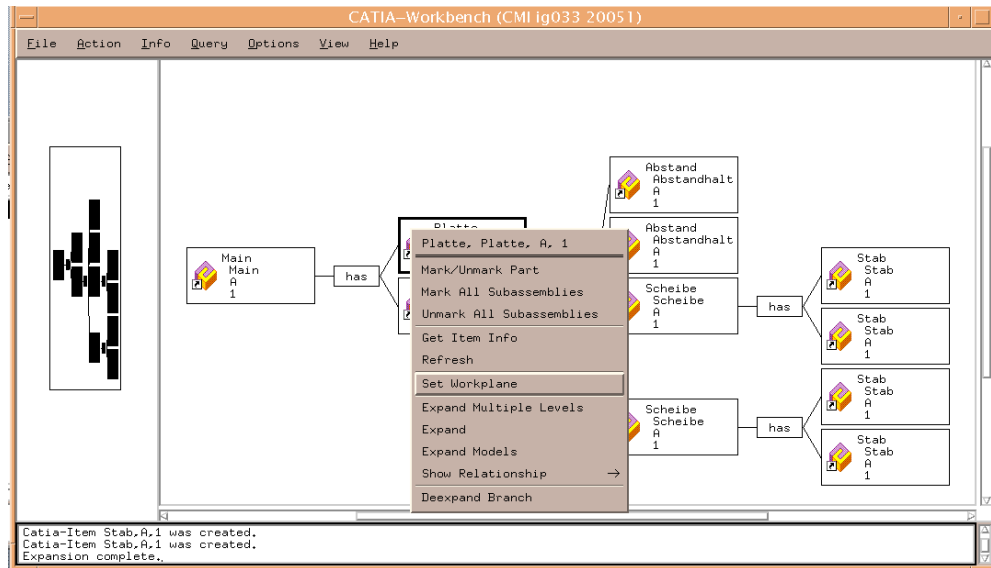 CATIA–Workbench (CMI ig033 20051)
File Action Info Query Options View Help
Main
Main
A
1
has
Platte
Platte, Platte, A, 1
Mark/Unmark Part
Mark All Subassemblies
Unmark All Subassemblies
Get Item Info
Refresh
Set Workplane
Expand Multiple Levels
Expand
Expand Models
Show Relationship →
Deexpand Branch
Abstand
Abstandhalt
A
1
Abstand
Abstandhalt
A
1
Scheibe
Scheibe
A
1
has
Scheibe
Scheibe
A
1
has
Stab
Stab
A
1
Stab
Stab
A
1
Stab
Stab
A
1
Stab
Stab
A
1
Catia-Item Stab,A,1 was created.
Catia-Item Stab,A,1 was created.
Expansion complete.